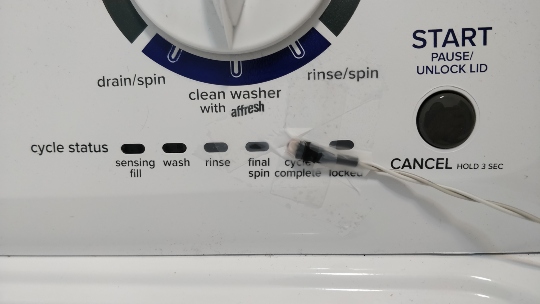 START
PAUSE/
UNLOCK LID
drain/spin
rinse/spin
clean washer
with affresh
cycle status
sensing
fill
wash
rinse
final
spin
cycle
complete
locked
CANCEL HOLD 3 SEC